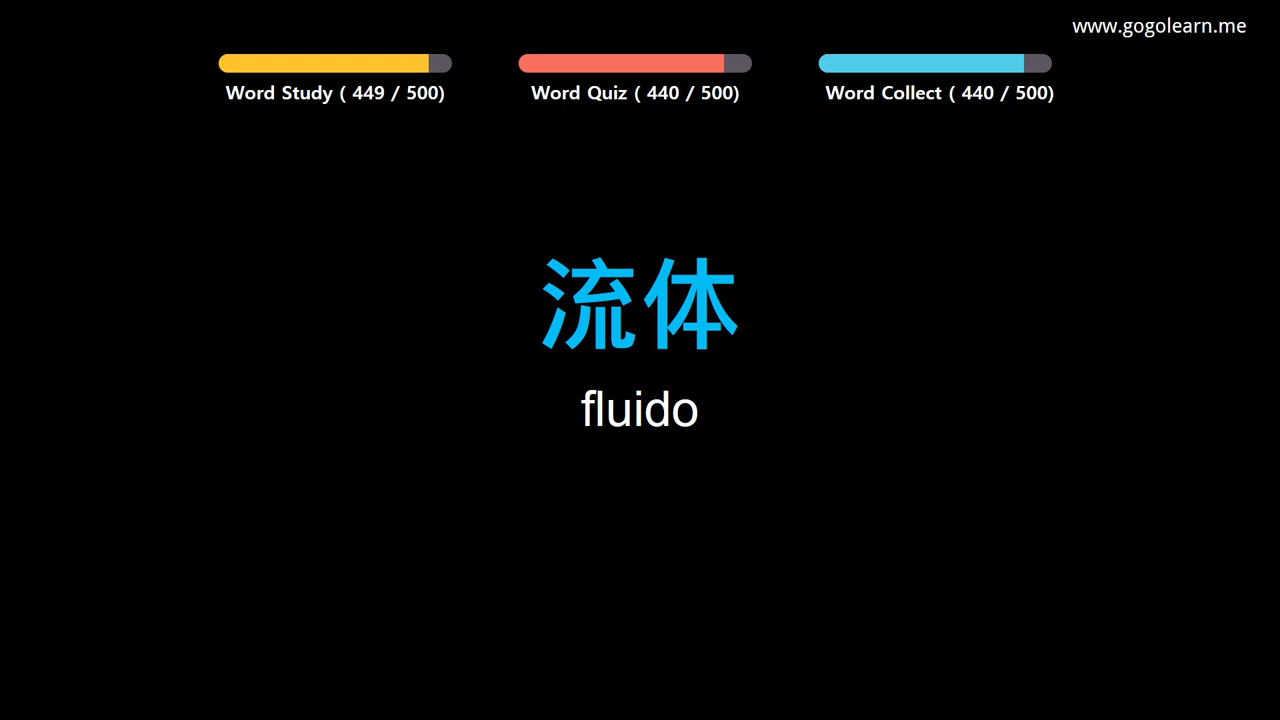 www.gogolearn.me
Word Study ( 449 / 500)
Word Quiz ( 440 / 500)
Word Collect ( 440 / 500)
流体
fluido